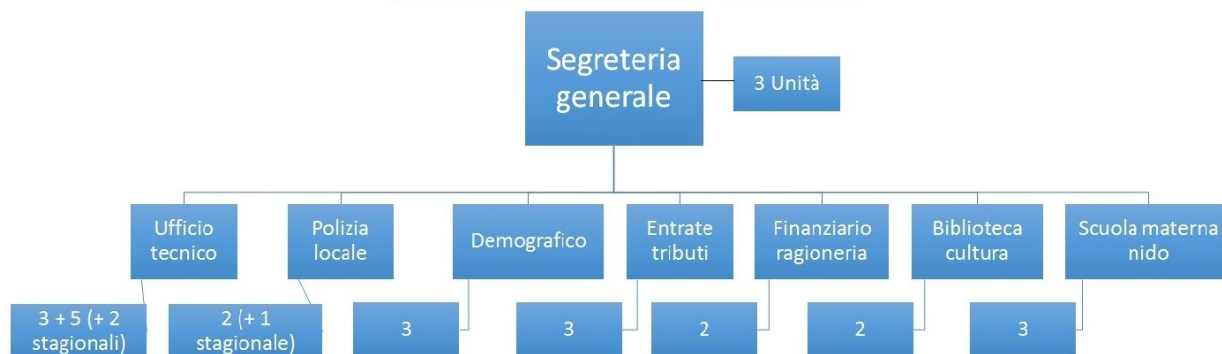 Segreteria
generale
3 Unità
Ufficio
tecnico
Polizia
locale
Demografico
Entrate
tributi
Finanziario
ragioneria
Biblioteca
cultura
Scuola materna
nido
3 + 5 (+ 2
stagionali)
2 (+ 1
stagionale)
3
3
2
2
3